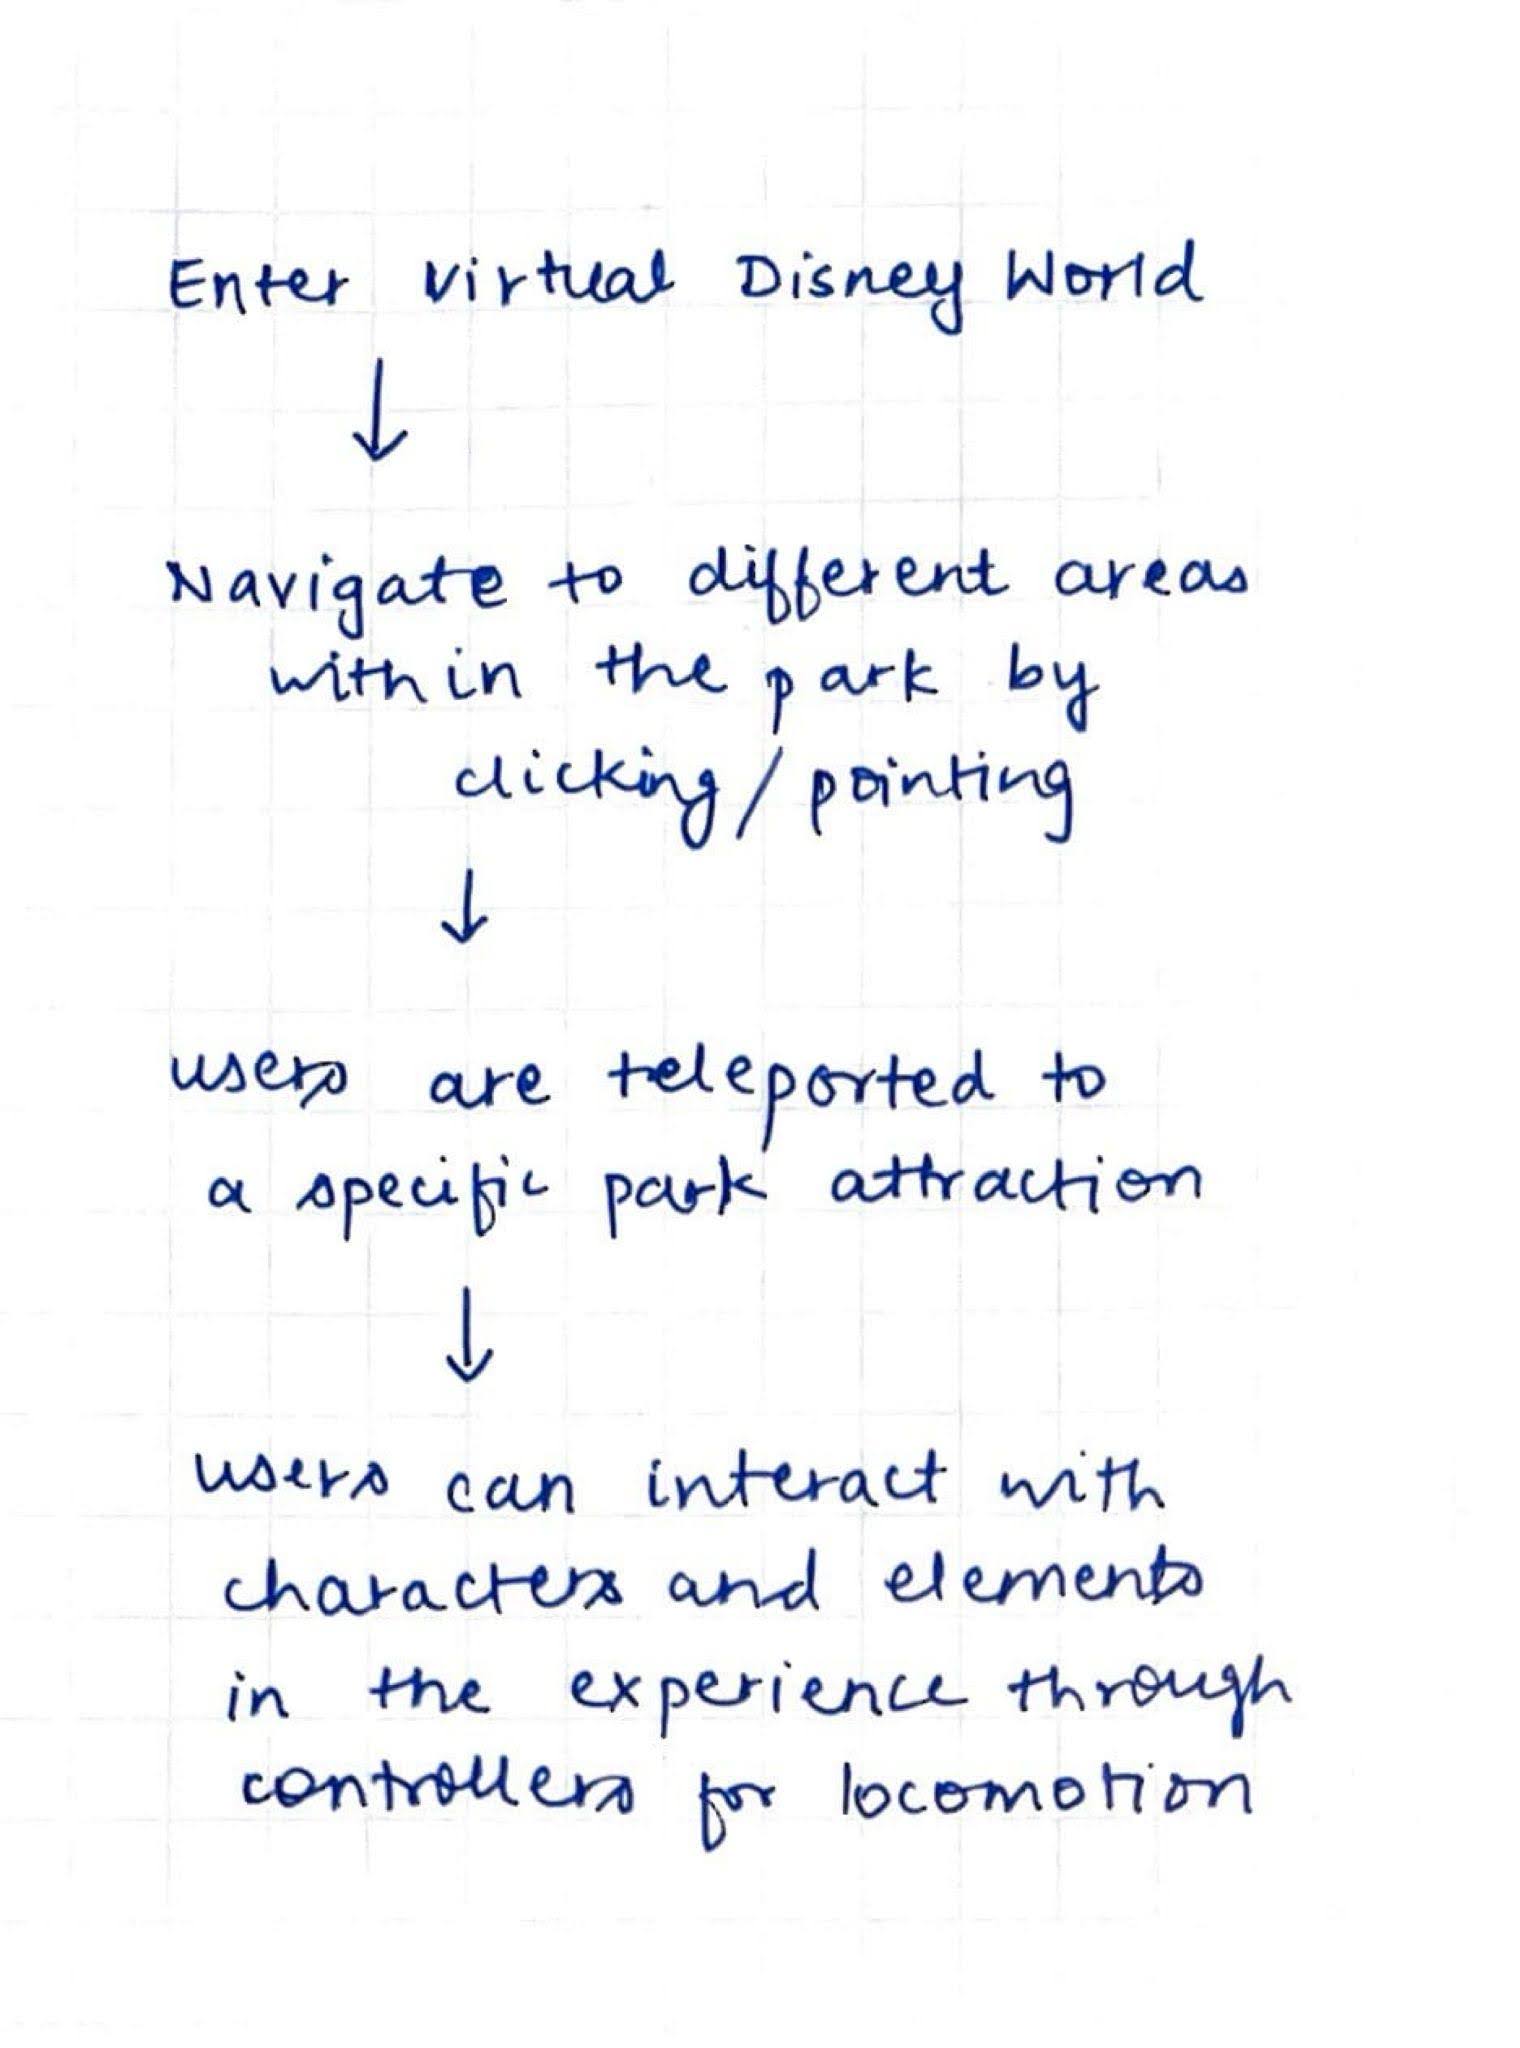 Enter virtual Disney World
↓
Navigate to different areas
within the park by
clicking/pointing
↓
users are teleported to
a specific park attraction
↓
users can interact with
characters and elements
in the experience through
controllers for locomotion